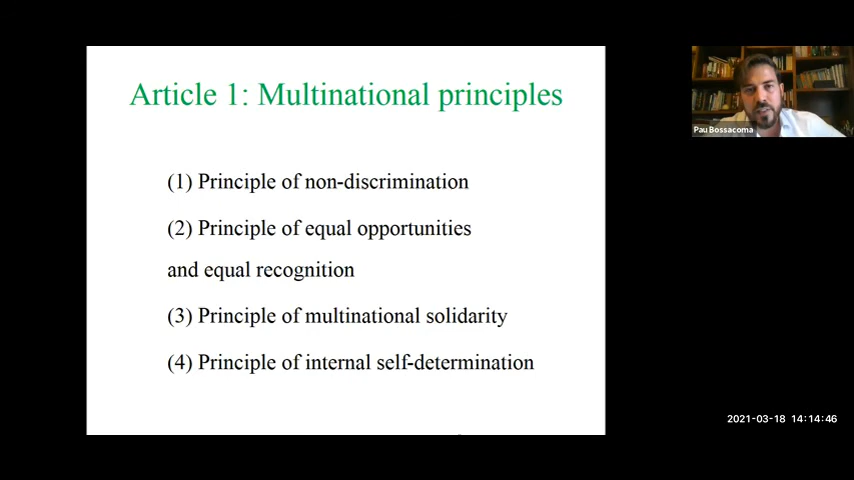 Article 1: Multinational principles
(1) Principle of non-discrimination
(2) Principle of equal opportunities
and equal recognition
(3) Principle of multinational solidarity
(4) Principle of internal self-determination
Pau Bossacoma
2021-03-18 14:14:46